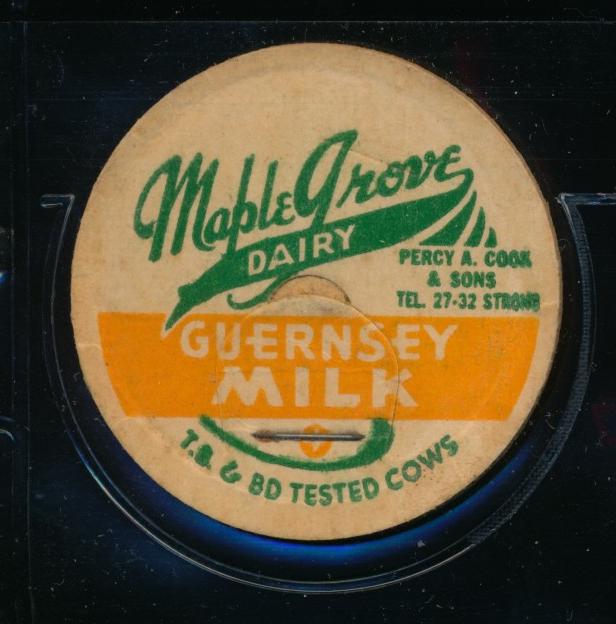 Maple Grove
DAIRY
PERCY A. COOK
& SONS
TEL. 27-32 STRONG
GUERNSEY
MILK
T.B. & BD TESTED COWS